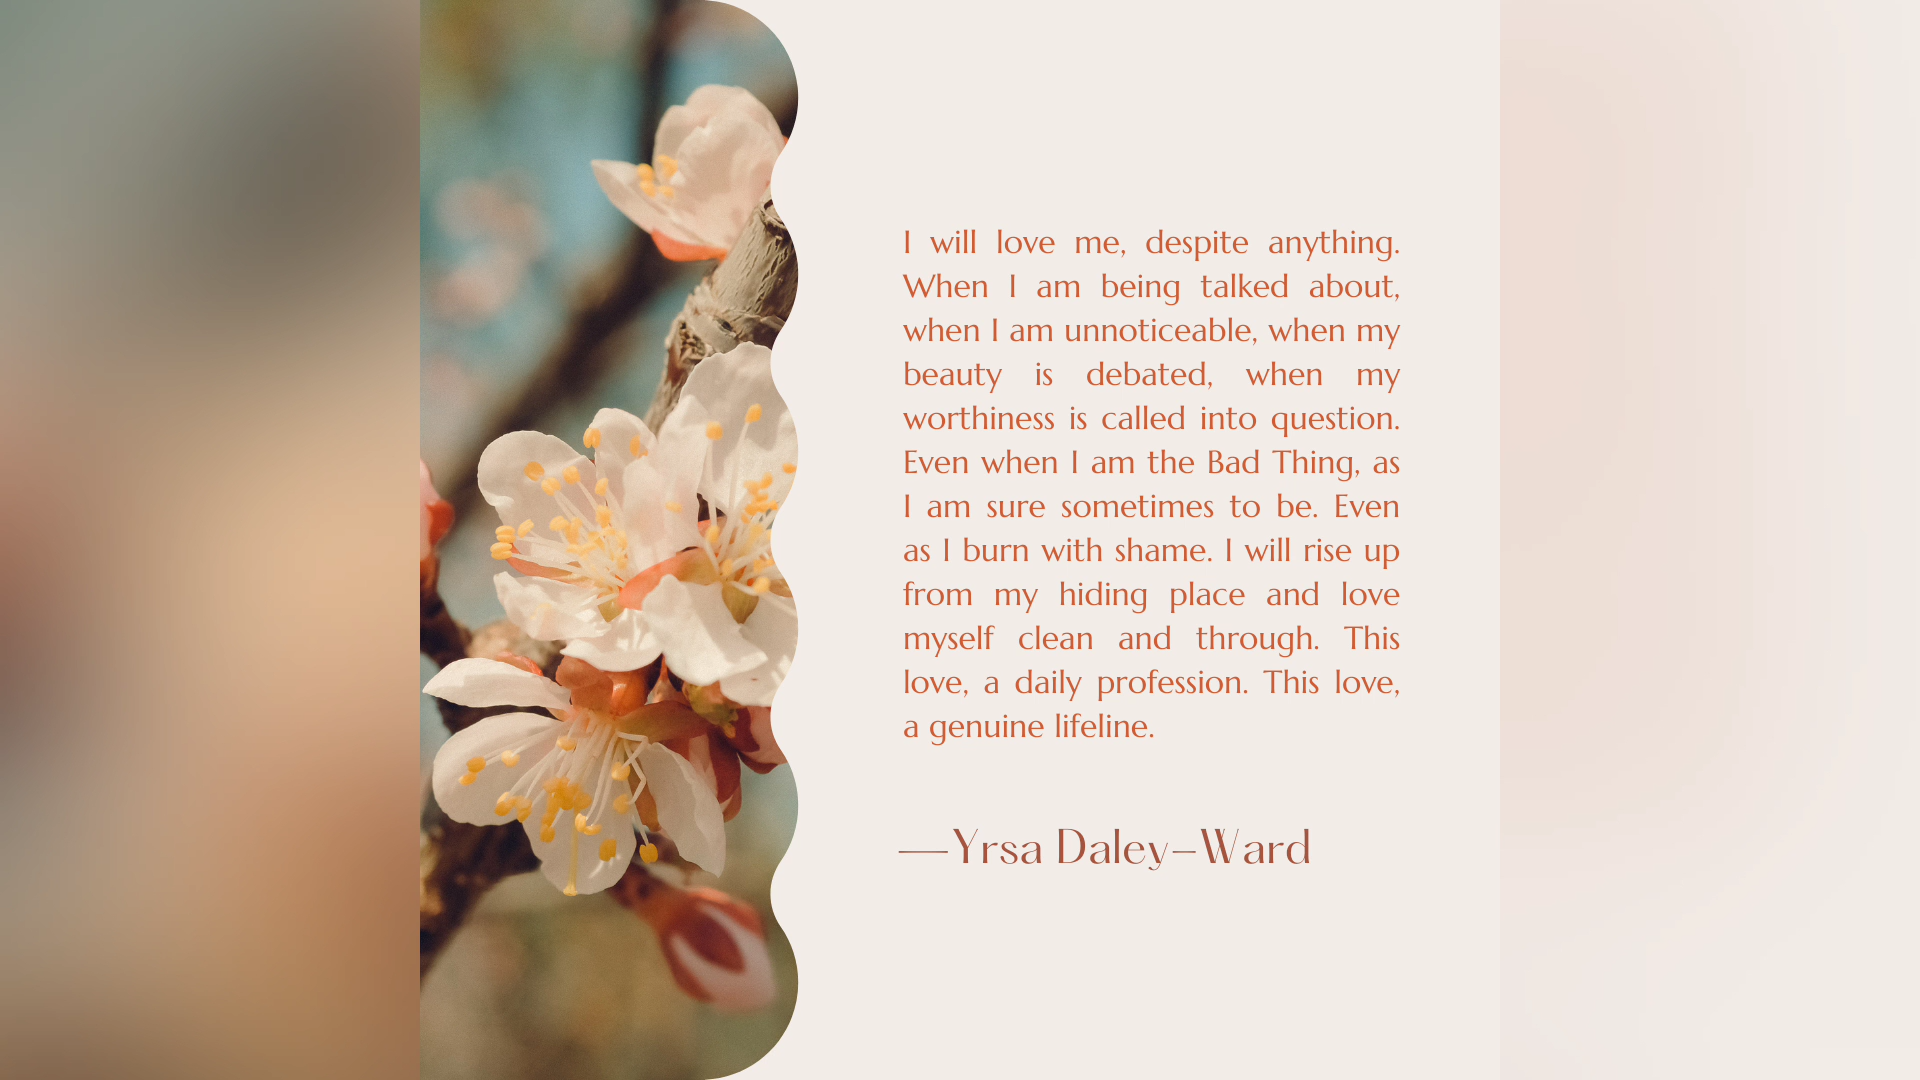 I will love me, despite anything.
When I am being talked about,
when I am unnoticeable, when my
beauty is debated, when my
worthiness is called into question.
Even when I am the Bad Thing, as
I am sure sometimes to be. Even
as I burn with shame. I will rise up
from my hiding place and love
myself clean and through. This
love, a daily profession. This love,
a genuine lifeline.
—Yrsa Daley-Ward